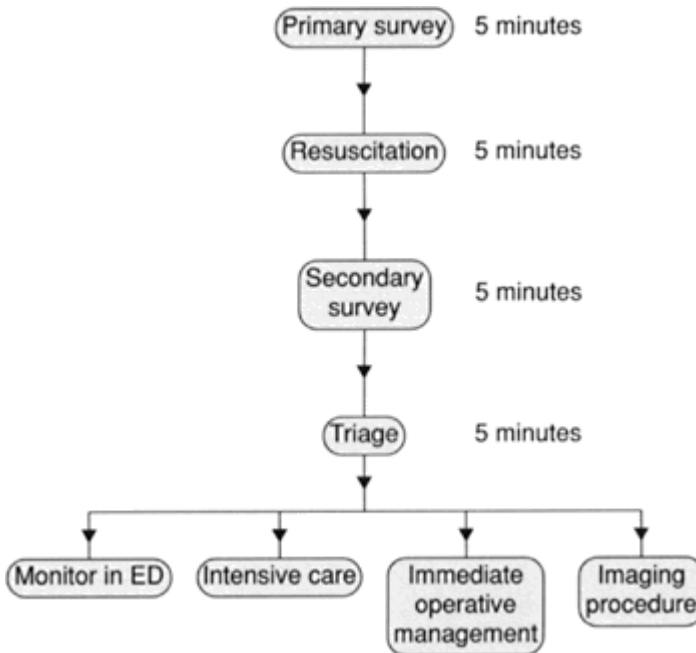 Primary survey 5 minutes
Resuscitation 5 minutes
Secondary
survey
5 minutes
Triage 5 minutes
Monitor in ED
Intensive care
Immediate
operative
management
Imaging
procedure